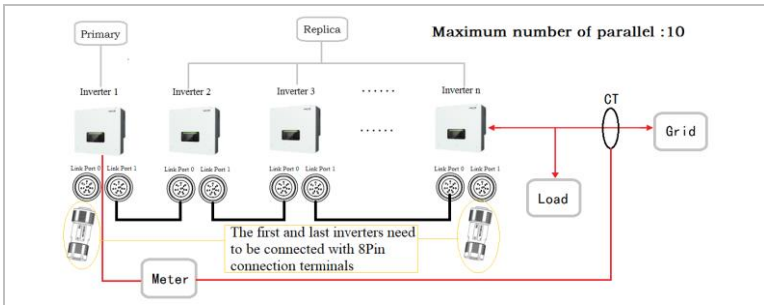 Primary
Replica
Maximum number of parallel :10
Inverter 1
Inverter 2
Inverter 3
......
Inverter n
......
CT
Grid
Link Port 0
Link Port 1
Link Port 0
Link Port 1
Link Port 0
Link Port 1
Link Port 0
Link Port 1
Load
The first and last inverters need
to be connected with 8Pin
connection terminals
Meter